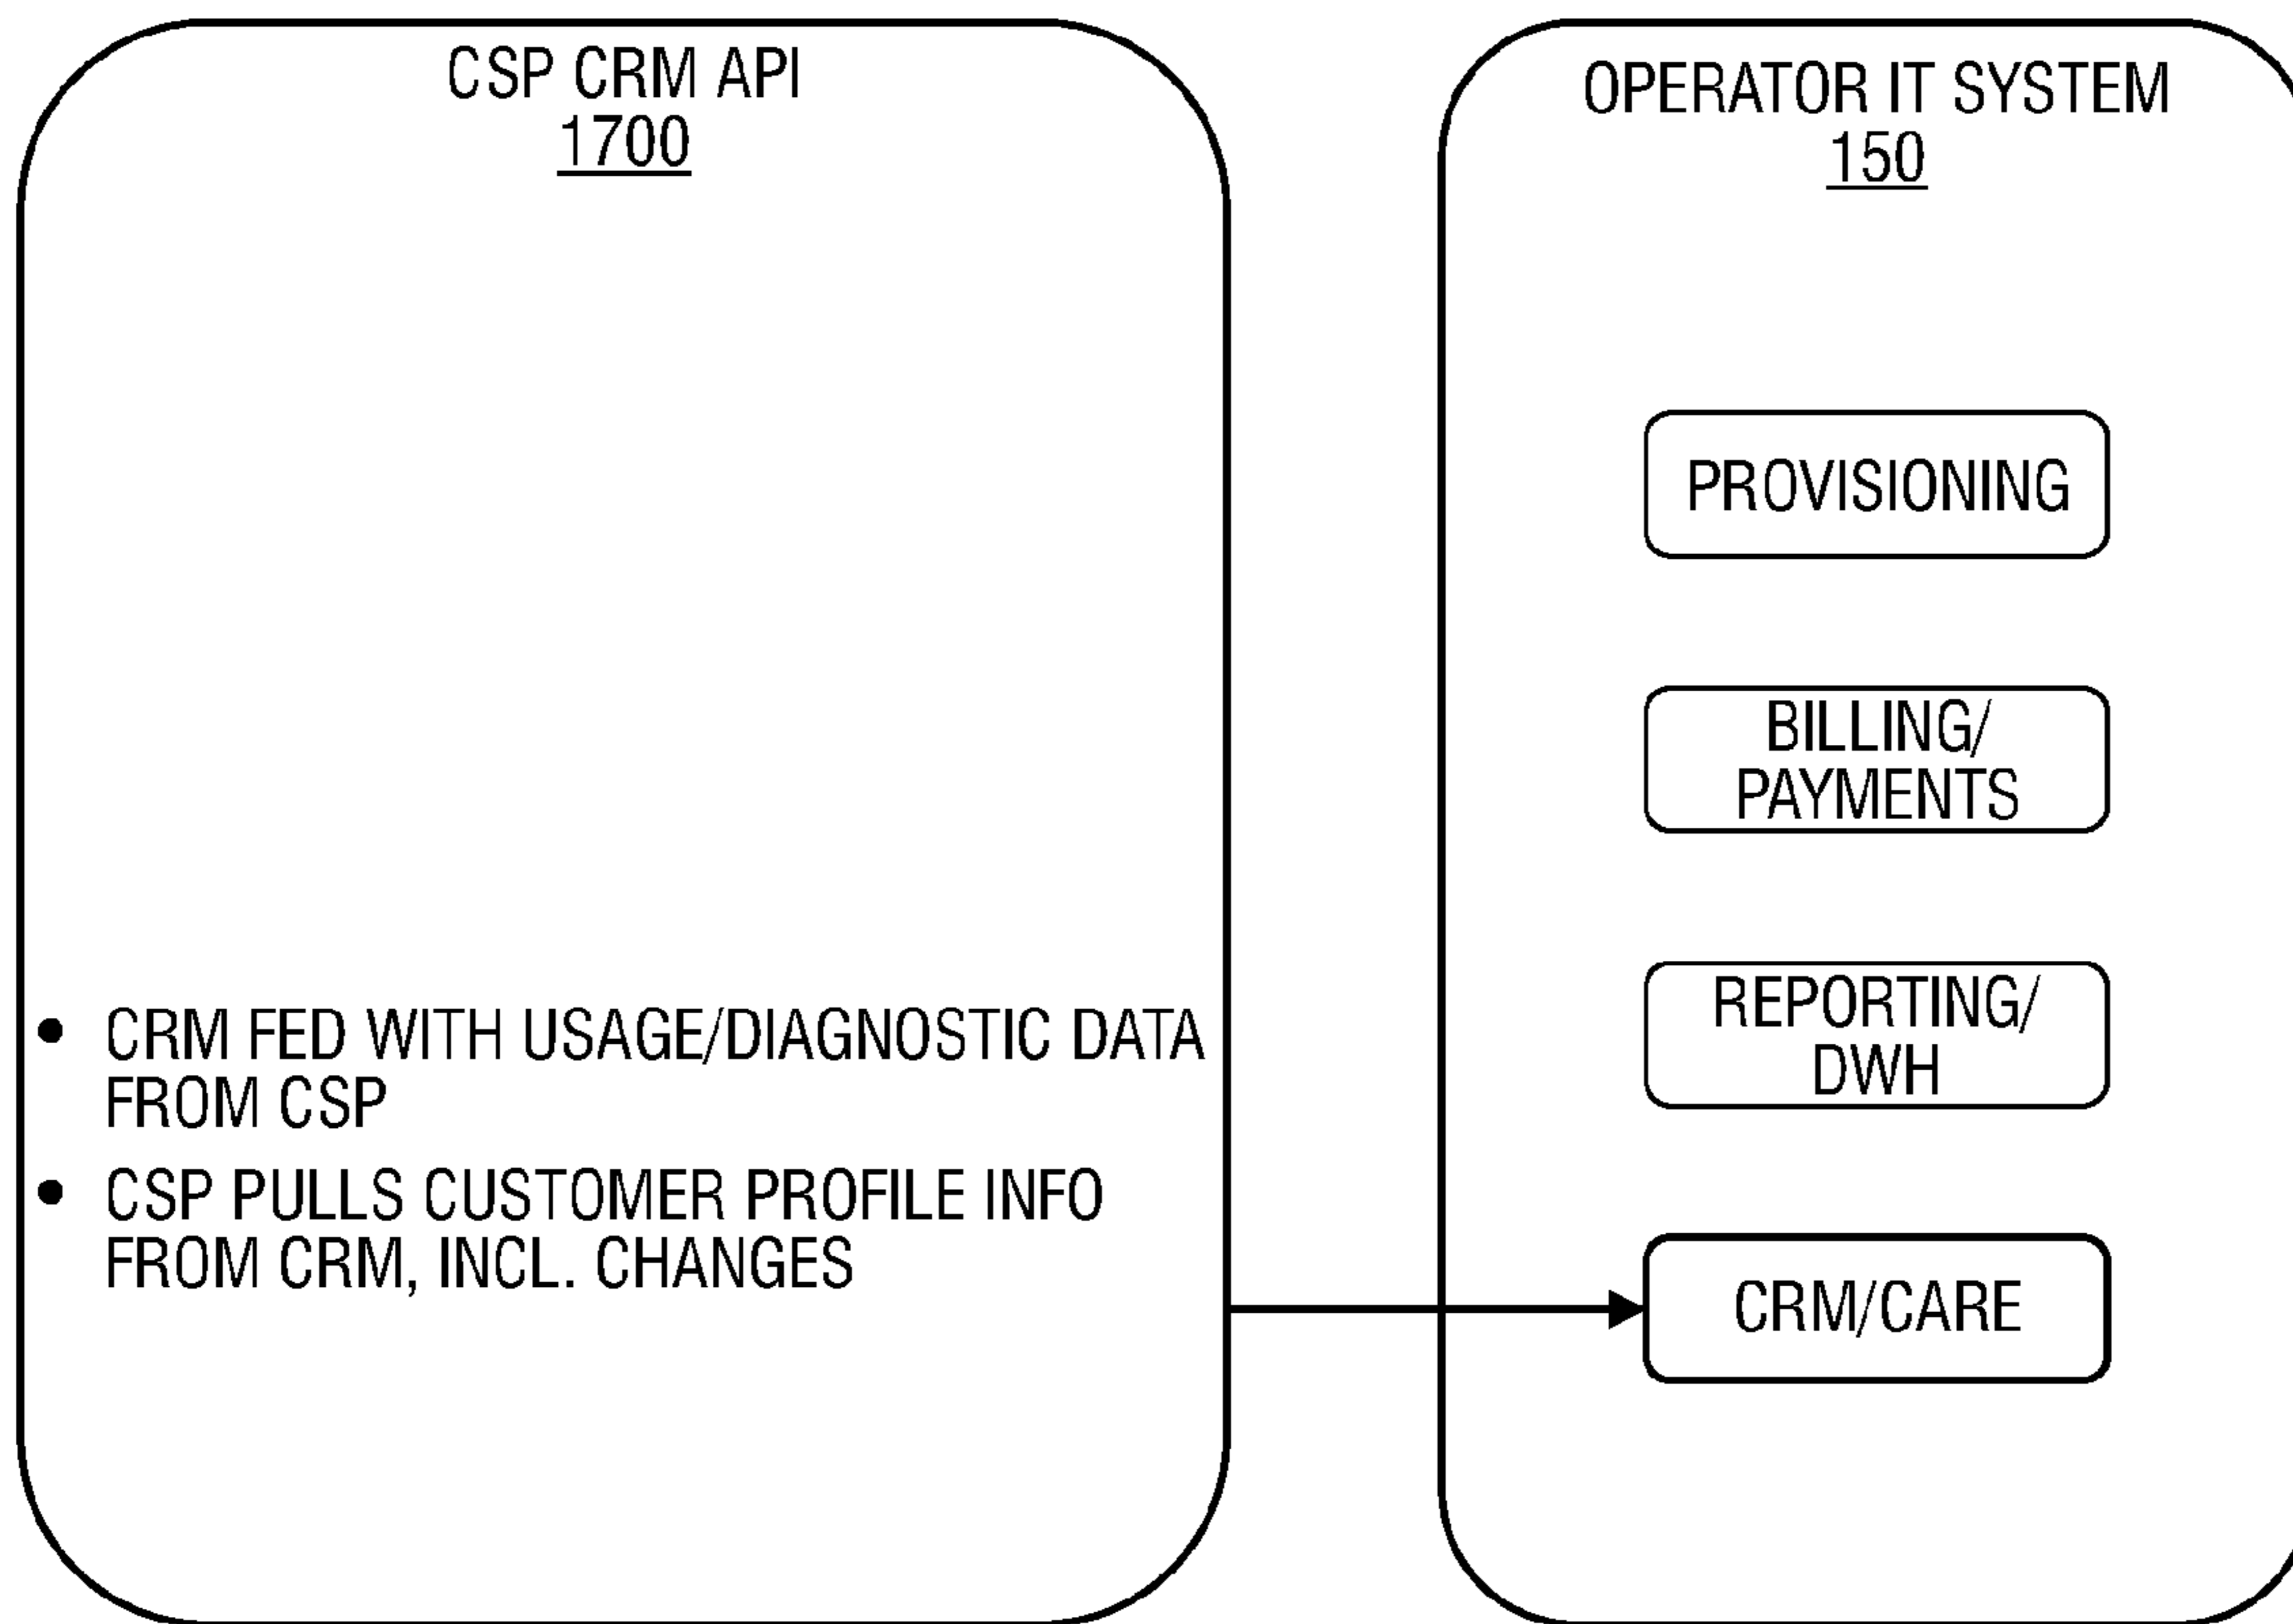 CSP CRM API
1700
• CRM FED WITH USAGE/DIAGNOSTIC DATA
FROM CSP
• CSP PULLS CUSTOMER PROFILE INFO
FROM CRM, INCL. CHANGES
OPERATOR IT SYSTEM
150
PROVISIONING
BILLING/
PAYMENTS
REPORTING/
DWH
CRM/CARE